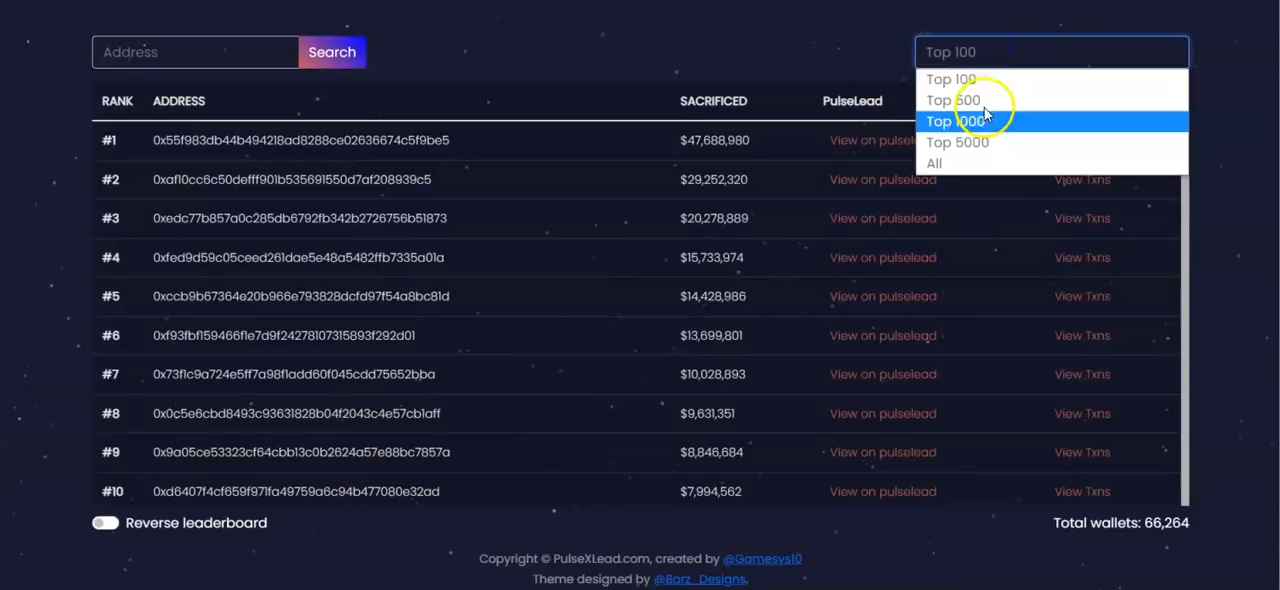 Address Search Top 100
Top 100
RANK ADDRESS SACRIFICED PulseLead
Top 500
Top 1000
#1 0x55f983db44b494218ad8288ce02636674c5f9be5 $47,688,980 View on pulselead
Top 5000
All
#2 0xaf10cc6c50defff901b535691550d7af208939c5 $29,252,320 View on pulselead View Txns
#3 0xedc77b857a0c285db6792fb342b2726756b51873 $20,278,889 View on pulselead View Txns
#4 0xfed9d59c05ceed261dae5e48a5482ffb7335a01a $15,733,974 View on pulselead View Txns
#5 0xccb9b67364e20b966e793828dcfd97f54a8bc81d $14,428,986 View on pulselead View Txns
#6 0xf93fbf159466f1e7d9f24278107315893f292d01 $13,699,801 View on pulselead View Txns
#7 0x73f1c9a724e5ff7a98f1add60f045cdd75652bba $10,028,893 View on pulselead View Txns
#8 0x0c5e6cbd8493c93631828b04f2043c4e57cb1aff $9,631,351 View on pulselead View Txns
#9 0x9a05ce53323cf64cbb13c0b2624a57e88bc7857a $8,846,684 View on pulselead View Txns
#10 0xd6407f4cf659f971fa49759a6c94b477080e32ad $7,994,562 View on pulselead View Txns
Reverse leaderboard Total wallets: 66,264
Copyright © PulseXLead.com, created by @Gamesys10
Theme designed by @Barz_Designs.